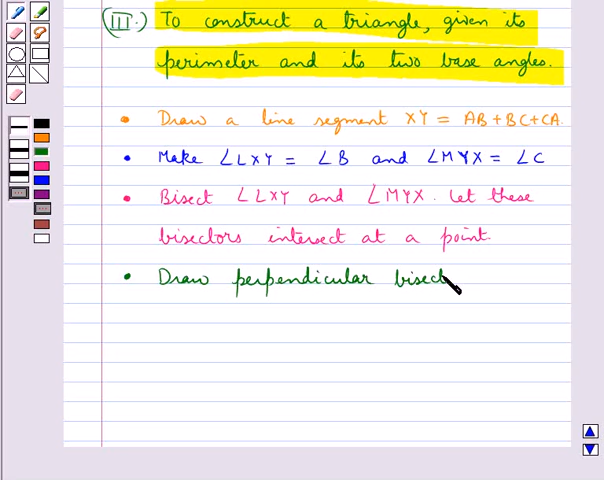 (III.) To construct a triangle, given its
perimeter and its two base angles.
• Draw a line segment XY = AB+BC+CA.
• Make ∠LXY = ∠B and ∠MYX = ∠C
• Bisect ∠LXY and ∠MYX. Let these
bisectors intersect at a point.
• Draw perpendicular bisect